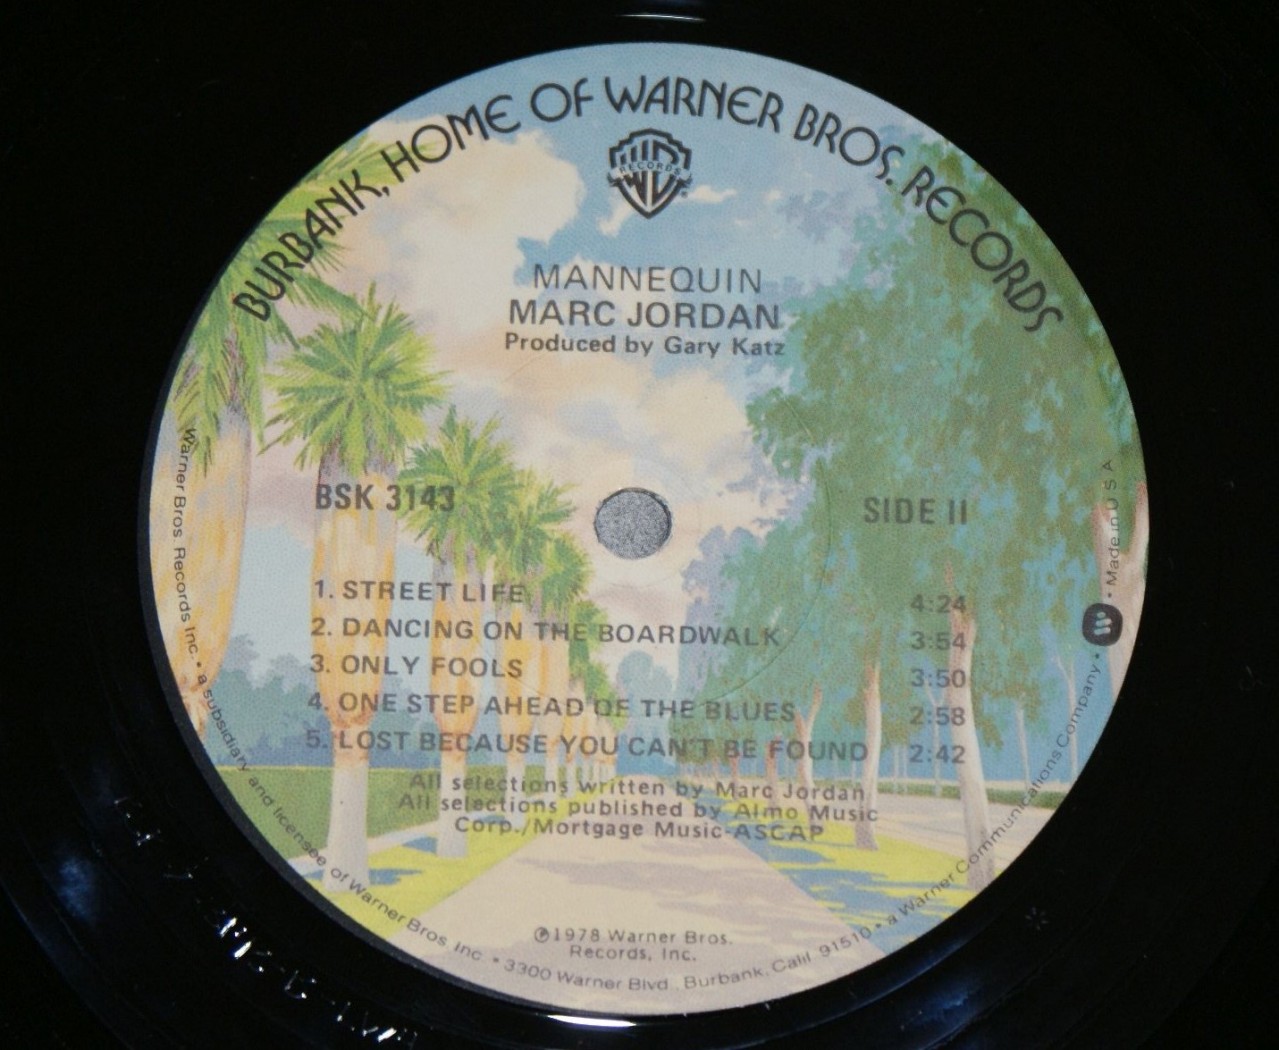 BURBANK, HOME OF WARNER BROS. RECORDS
RECORDS
MANNEQUIN
MARC JORDAN
Produced by Gary Katz
BSK 3143
SIDE II
1. STREET LIFE 4:24
2. DANCING ON THE BOARDWALK 3:54
3. ONLY FOOLS 3:50
4. ONE STEP AHEAD OF THE BLUES 2:58
5. LOST BECAUSE YOU CAN'T BE FOUND 2:42
All selections written by Marc Jordan
All selections published by Almo Music
Corp./Mortgage Music-ASCAP
℗1978 Warner Bros.
Records, Inc.
Warner Bros. Records Inc. • a subsidiary and licensee of Warner Bros. Inc. • 3300 Warner Blvd., Burbank, Calif. 91510 • a Warner Communications Company • Made in U.S.A.